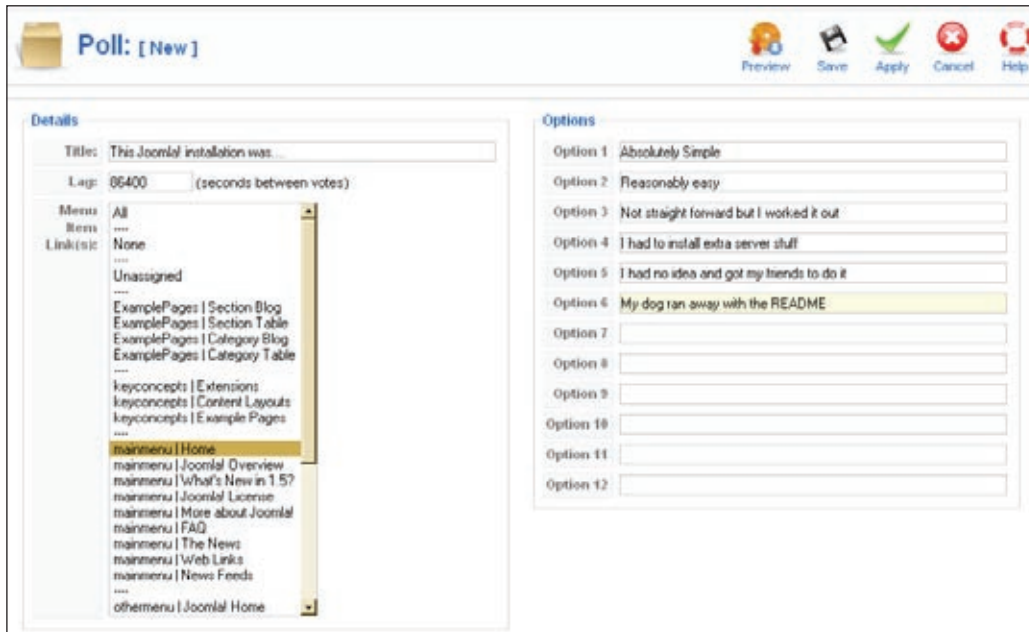 Poll: [ New ]
Preview Save Apply Cancel Help
Details
Title: This Joomla! installation was...
Lag: 86400 (seconds between votes)
Menu Item Link(s):
All
----
None
----
Unassigned
----
ExamplePages | Section Blog
ExamplePages | Section Table
ExamplePages | Category Blog
ExamplePages | Category Table
----
keyconcepts | Extensions
keyconcepts | Content Layouts
keyconcepts | Example Pages
----
mainmenu | Home
mainmenu | Joomla! Overview
mainmenu | What's New in 1.5?
mainmenu | Joomla! License
mainmenu | More about Joomla!
mainmenu | FAQ
mainmenu | The News
mainmenu | Web Links
mainmenu | News Feeds
----
othermenu | Joomla! Home
Options
Option 1 Absolutely Simple
Option 2 Reasonably easy
Option 3 Not straight forward but I worked it out
Option 4 I had to install extra server stuff
Option 5 I had no idea and got my friends to do it
Option 6 My dog ran away with the README
Option 7
Option 8
Option 9
Option 10
Option 11
Option 12